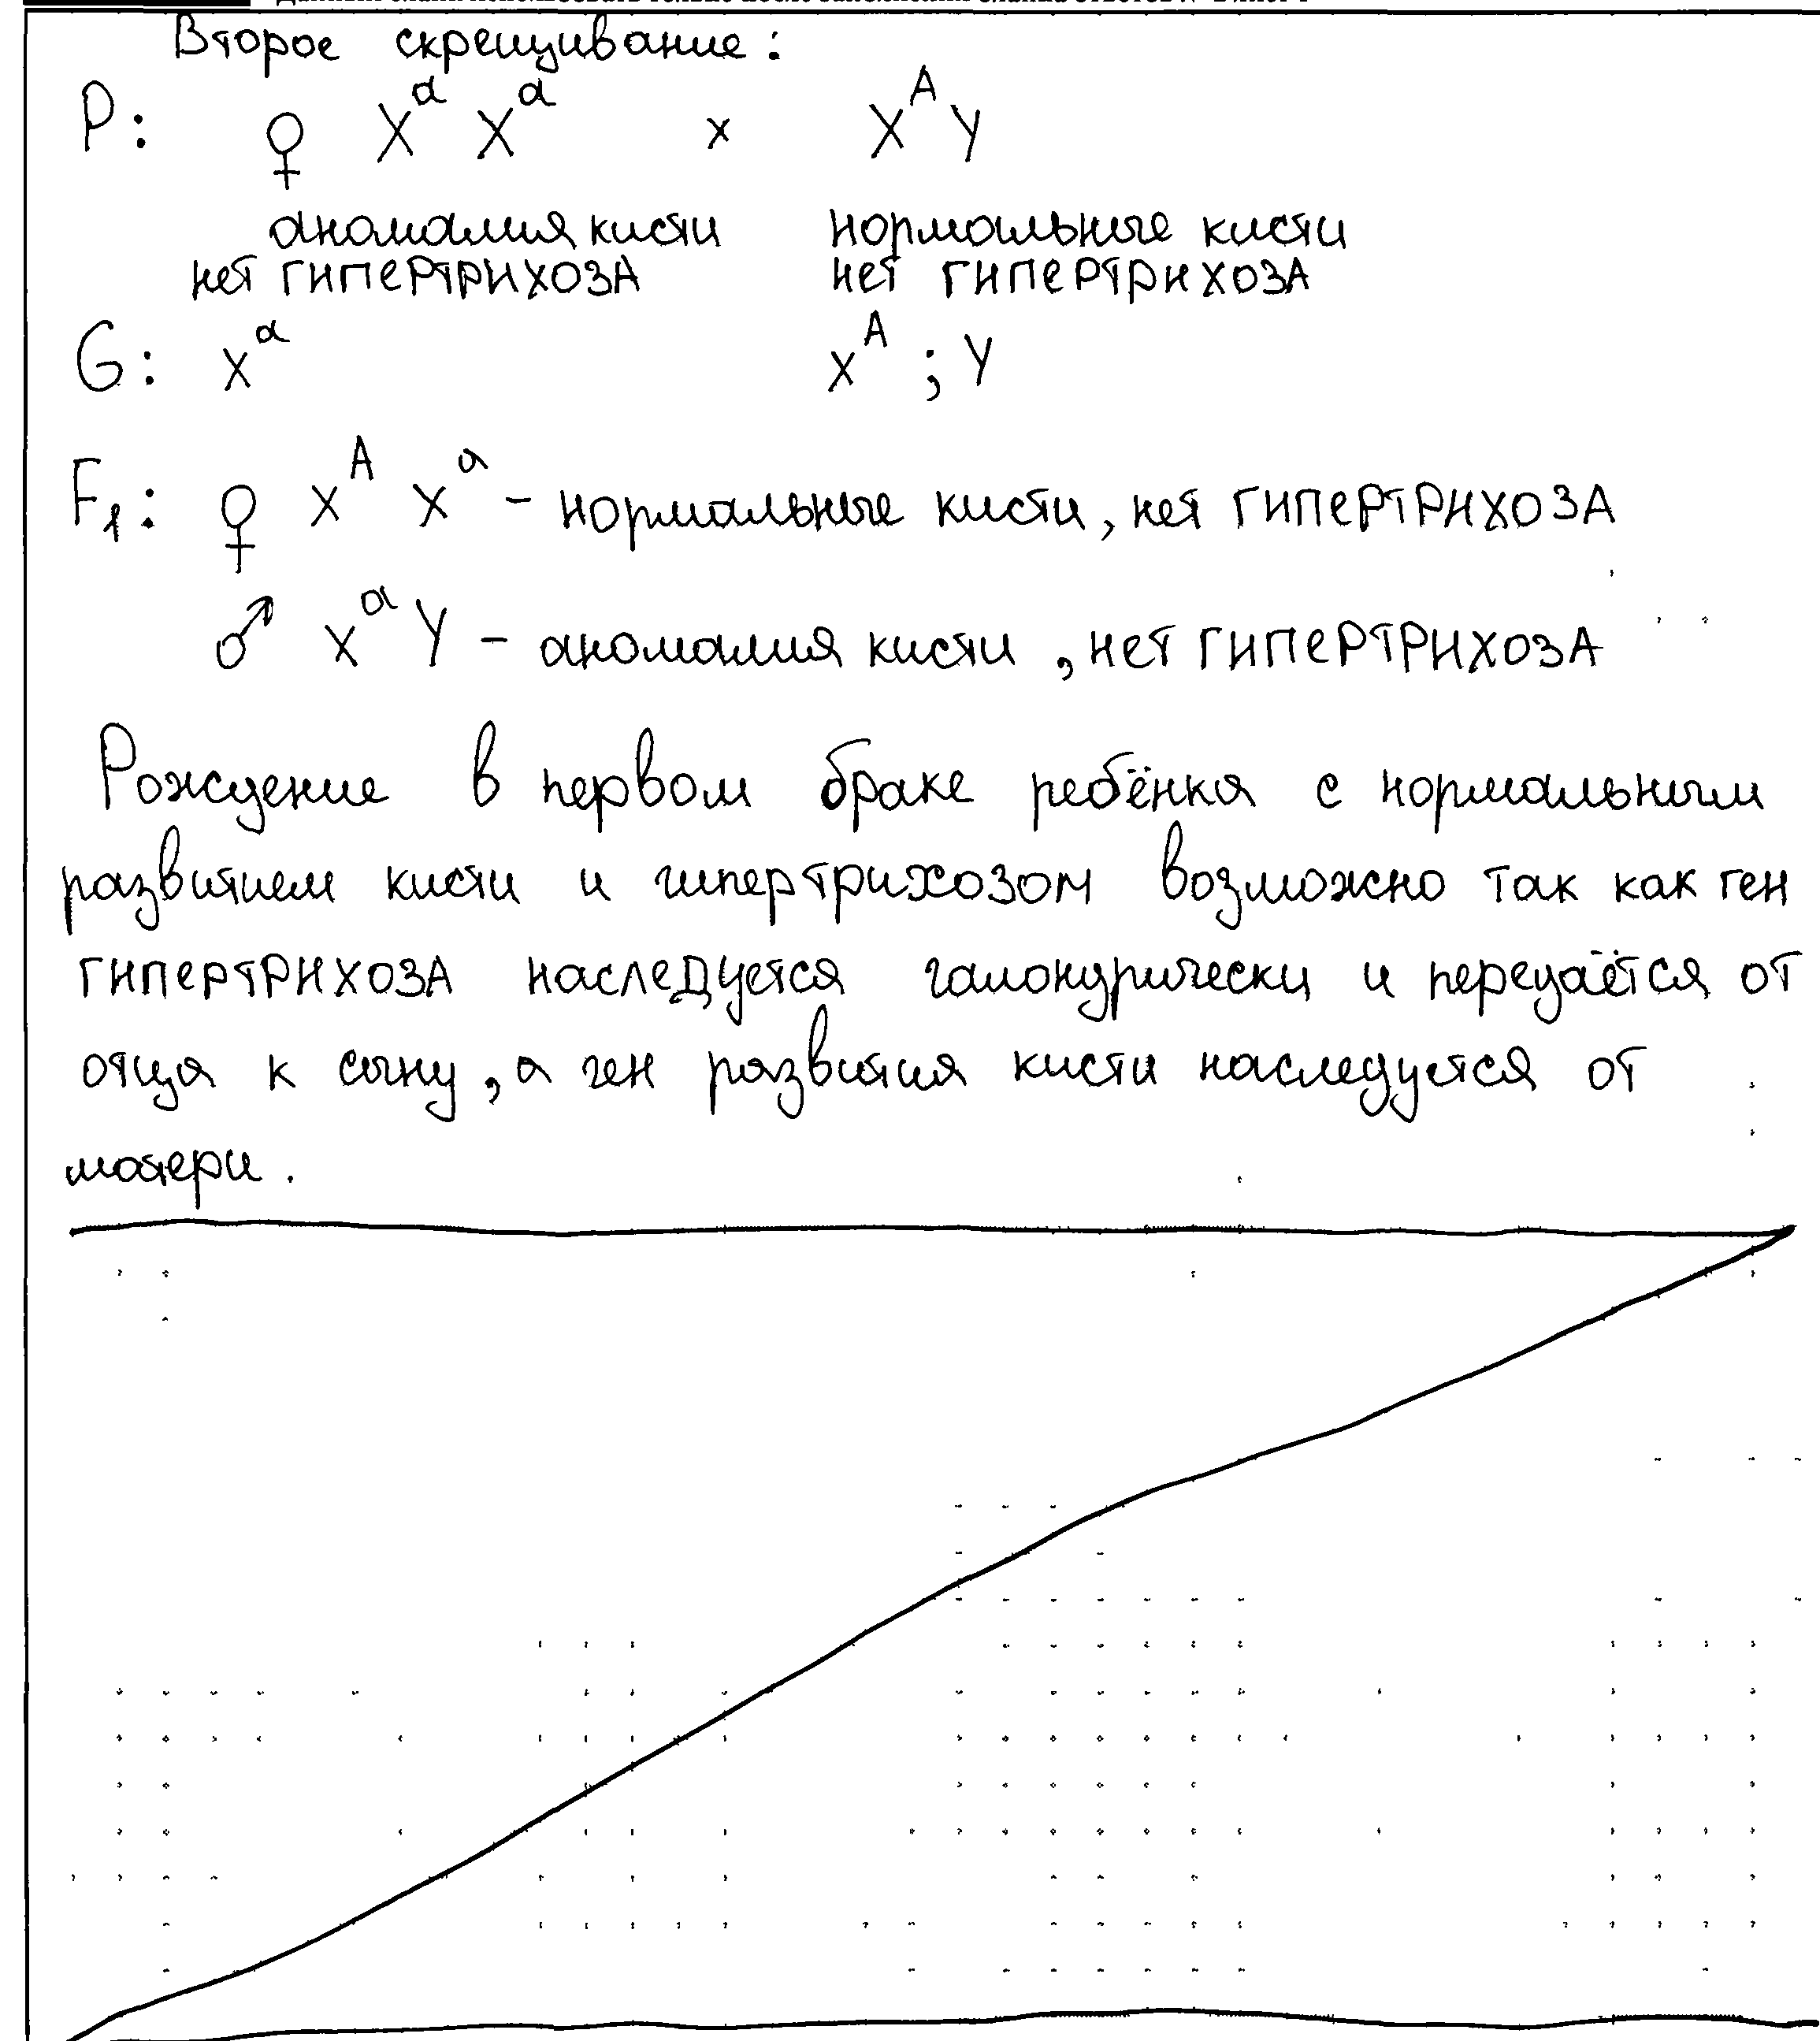 Второе скрещивание:
P: ♀ X^a X^a x X^A Y
аномалия кисти нормальные кисти
нет гипертрихоза нет гипертрихоза
G: X^a X^A ; Y
F₁: ♀ X^A X^a - нормальные кисти, нет гипертрихоза
♂ X^a Y - аномалия кисти, нет гипертрихоза
Рождение в первом браке ребёнка с нормальным
развитием кисти и гипертрихозом возможно так как ген
гипертрихоза наследуется галондрически и передаётся от
отца к сыну, а ген развития кисти наследуется от
матери.